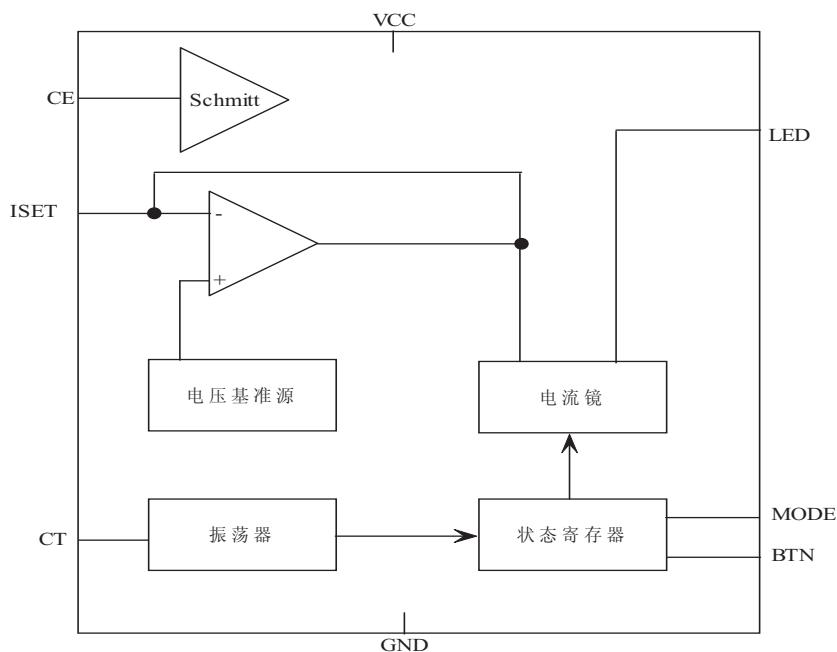 VCC
CE
Schmitt
LED
ISET
-
+
电压基准源
电流镜
CT
振荡器
状态寄存器
MODE
BTN
GND